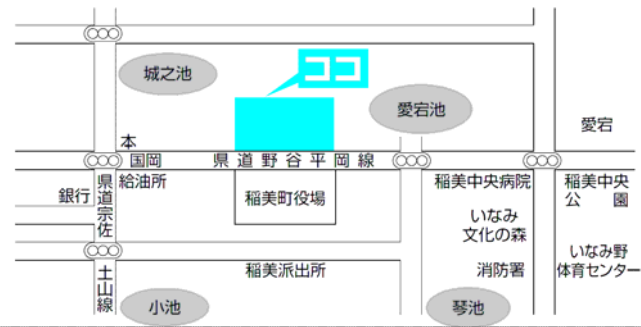 ココ
城之池
愛宕池
愛宕
本
国岡
県道野谷平岡線
給油所
銀行
県道宗佐
土山線
稲美町役場
稲美中央病院
稲美中央
公園
いなみ
文化の森
いなみ野
体育センター
稲美派出所
消防署
小池
琴池